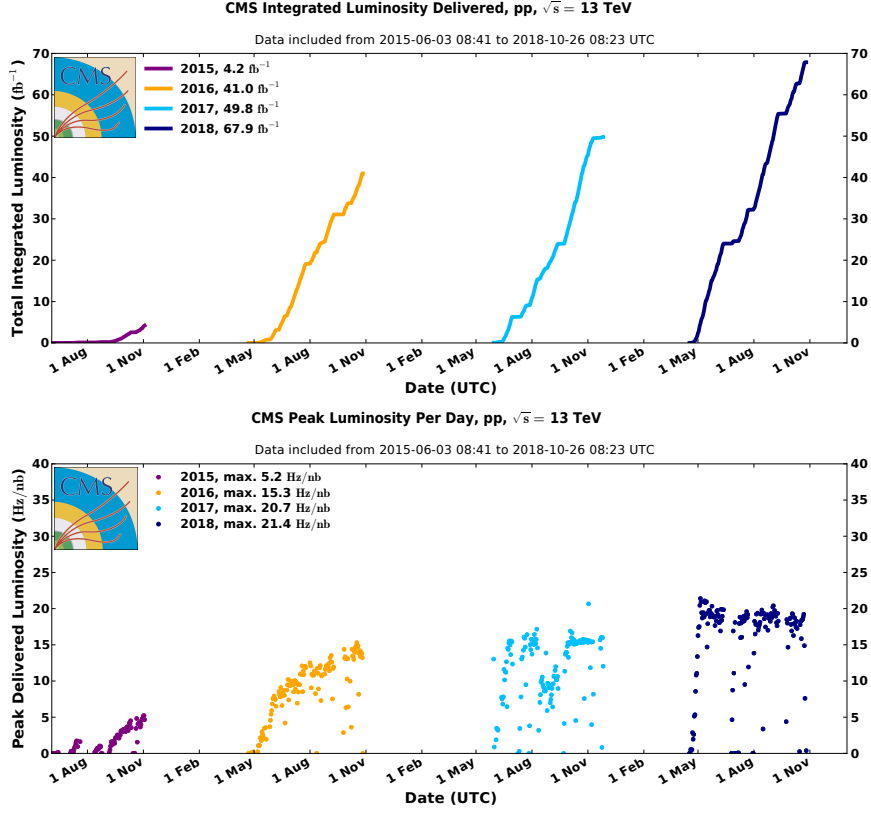 CMS Integrated Luminosity Delivered, pp, √s = 13 TeV
Data included from 2015-06-03 08:41 to 2018-10-26 08:23 UTC
CMS
2015, 4.2 fb⁻¹
2016, 41.0 fb⁻¹
2017, 49.8 fb⁻¹
2018, 67.9 fb⁻¹
Total Integrated Luminosity (fb⁻¹)
70
60
50
40
30
20
10
0
70
60
50
40
30
20
10
0
1 Aug
1 Nov
1 Feb
1 May
1 Aug
1 Nov
1 Feb
1 May
1 Aug
1 Nov
1 Feb
1 May
1 Aug
1 Nov
Date (UTC)
CMS Peak Luminosity Per Day, pp, √s = 13 TeV
Data included from 2015-06-03 08:41 to 2018-10-26 08:23 UTC
CMS
2015, max. 5.2 Hz/nb
2016, max. 15.3 Hz/nb
2017, max. 20.7 Hz/nb
2018, max. 21.4 Hz/nb
Peak Delivered Luminosity (Hz/nb)
40
35
30
25
20
15
10
5
0
40
35
30
25
20
15
10
5
0
1 Aug
1 Nov
1 Feb
1 May
1 Aug
1 Nov
1 Feb
1 May
1 Aug
1 Nov
1 Feb
1 May
1 Aug
1 Nov
Date (UTC)